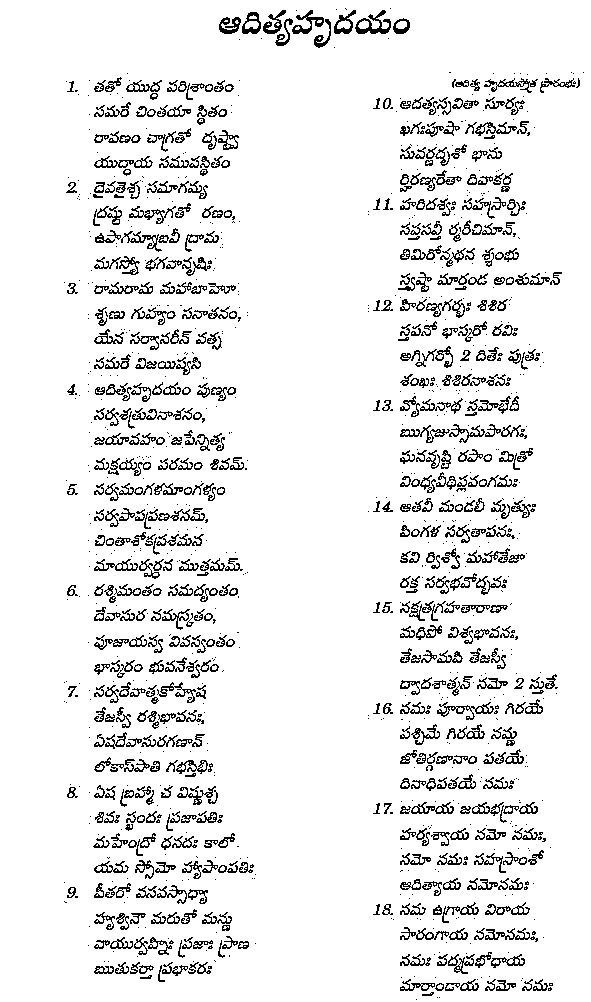 ఆదిత్యహృదయం
1. తతో యుద్ధ పరిశ్రాంతం
సమరే చింతయా స్థితం
రావణం చాగ్రతో దృష్ట్వా
యుద్ధాయ సముపస్థితం
2. దైవతైశ్చ సమాగమ్య
ద్రష్టు మభ్యాగతో రణం,
ఉపాగమ్యాబ్రవీ ద్రామ
మగస్త్యో భగవానృషిః
3. రామరామ మహాబాహో
శృణు గుహ్యం సనాతనం,
యేన సర్వానరీన్ వత్స
సమరే విజయిష్యసి
4. ఆదిత్యహృదయం పుణ్యం
సర్వశత్రువినాశనం,
జయావహం జపేన్నిత్య
మక్షయ్యం పరమం శివమ్.
5. సర్వమంగళమాంగళ్యం
సర్వపాపప్రణశనమ్,
చింతాశోకప్రశమన
మాయుర్వర్ధన ముత్తమమ్.
6. రశ్మిమంతం సముద్యంతం
దేవాసుర నమస్కృతం,
పూజాయస్వ వివస్వంతం
భాస్కరం భువనేశ్వరం
7. సర్వదేవాత్మకోహ్యేష
తేజస్వీ రశ్మిభావనః,
ఏషదేవాసురగణాన్
లోకాన్‌పాతి గభస్తిభిః
8. ఏష బ్రహ్మా చ విష్ణుశ్చ
శివః స్కందః ప్రజాపతిః
మహేంద్రో ధనదః కాలో
యమ స్సోమో హ్యాపాంపతిః
9. పీతరో వసవస్సాధ్యా
హ్యశ్వినౌ మరుతో మన్ణు
వాయుర్వహ్నిః ప్రజాః ప్రాణ
ఋతుకర్తా ప్రభాకరః
(ఆదిత్య హృదయస్తోత్ర ప్రారంభః)
10. ఆదత్యస్సవితా సూర్యః
ఖగఃపూషా గభస్తిమాన్,
సువర్ణదృశో భాను
ర్హిరణ్యరేతా దివాకర్ణ
11. హరిదశ్వః సహస్రార్చిః
సప్తసప్తీ ర్మరీచిమాన్,
తిమిరోన్మథన శ్శంభు
స్త్వష్టా మార్తండ అంశుమాన్
12. హిరణ్యగర్భః శిశిర
స్తపనో భాస్కరో రవిః
అగ్నిగర్భో 2 దితేః పుత్రః
శంఖః శిశిరనాశనః
13. వ్యోమనాథ స్తమోభేదీ
ఋగ్యజుస్సామపారగః,
ఘనవృష్టి రపాం మిత్రో
వింధ్యవీథిప్లవంగమః
14. ఆతవీ మండలీ మృత్యుః
పింగళ సర్వతాపనః,
కవి ర్విశ్వో మహాతేజా
రక్త సర్వభవోద్భవః
15. నక్షత్రగ్రహతారాణా
మధిపో విశ్వభావనః,
తేజసామపి తేజస్వీ
ద్వాదశాత్మన్ నమో 2 స్తుతే.
16. నమః పూర్వాయః గిరయే
పశ్చిమే గిరయే నమ్ణ
జోతిర్గణానాం పతయే
దినాధిపతయే నమః
17. జయాయ జయభద్రాయ
హర్యశ్వాయ నమో నమః,
నమో నమః సహస్రాంశో
ఆదిత్యాయ నమోనమః
18. నమ ఉగ్రాయ విరాయ
సారంగాయ నమోనమః,
నమః పద్మప్రభోధాయ
మార్తాండాయ నమో నమః